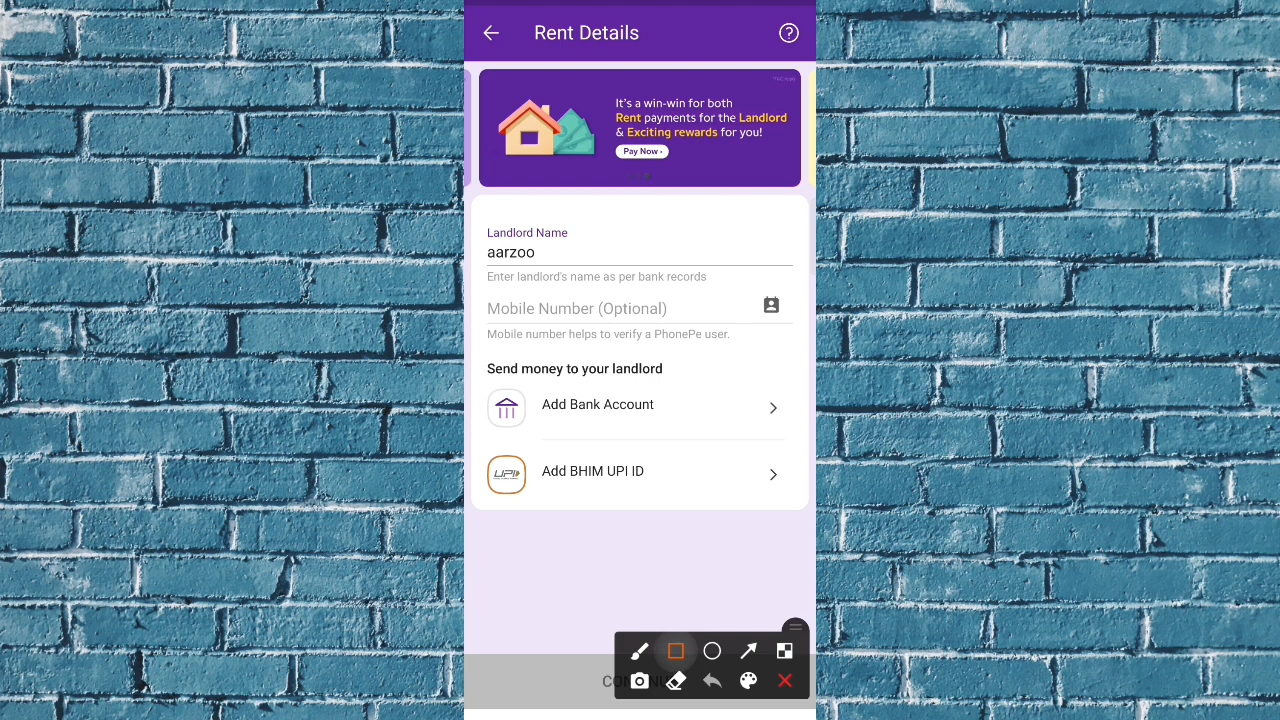 Rent Details
It's a win-win for both
Rent payments for the Landlord
& Exciting rewards for you!
Pay Now ›
Landlord Name
aarzoo
Enter landlord's name as per bank records
Mobile Number (Optional)
Mobile number helps to verify a PhonePe user.
Send money to your landlord
Add Bank Account
UPI
Add BHIM UPI ID